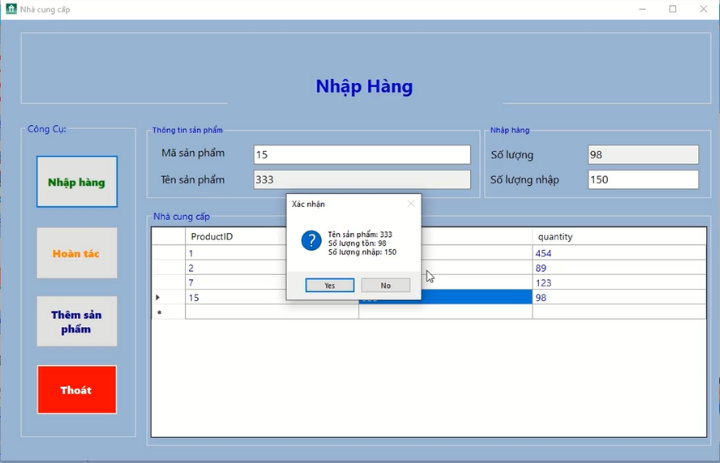 Nhà cung cấp
Nhập Hàng
Công Cụ:
Nhập hàng
Hoàn tác
Thêm sản
phẩm
Thoát
Thông tin sản phẩm
Mã sản phẩm
15
Tên sản phẩm
333
Nhập hàng
Số lượng
98
Số lượng nhập
150
Nhà cung cấp
ProductID
quantity
1
454
2
89
7
123
15
98
Xác nhận
Tên sản phẩm: 333
Số lượng tồn: 98
Số lượng nhập: 150
Yes
No